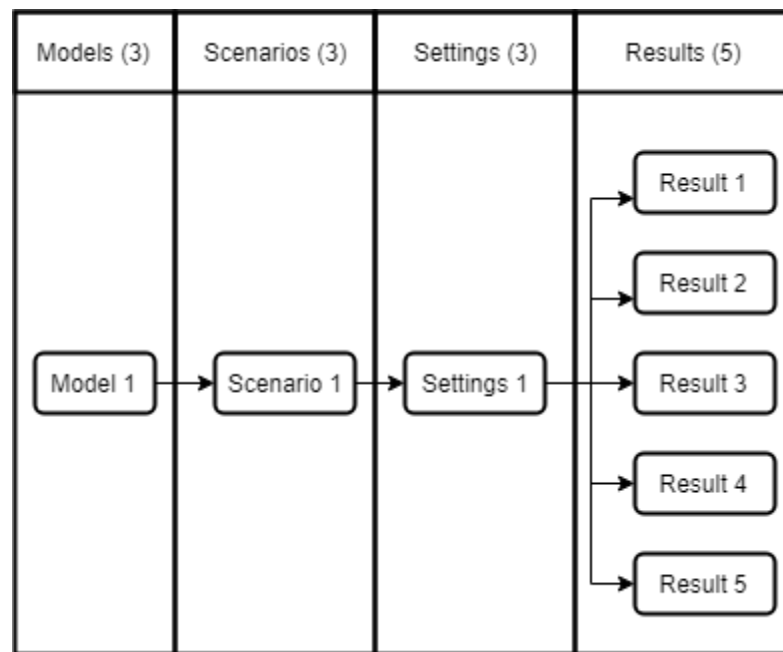 Models (3)
Scenarios (3)
Settings (3)
Results (5)
Model 1
Scenario 1
Settings 1
Result 1
Result 2
Result 3
Result 4
Result 5